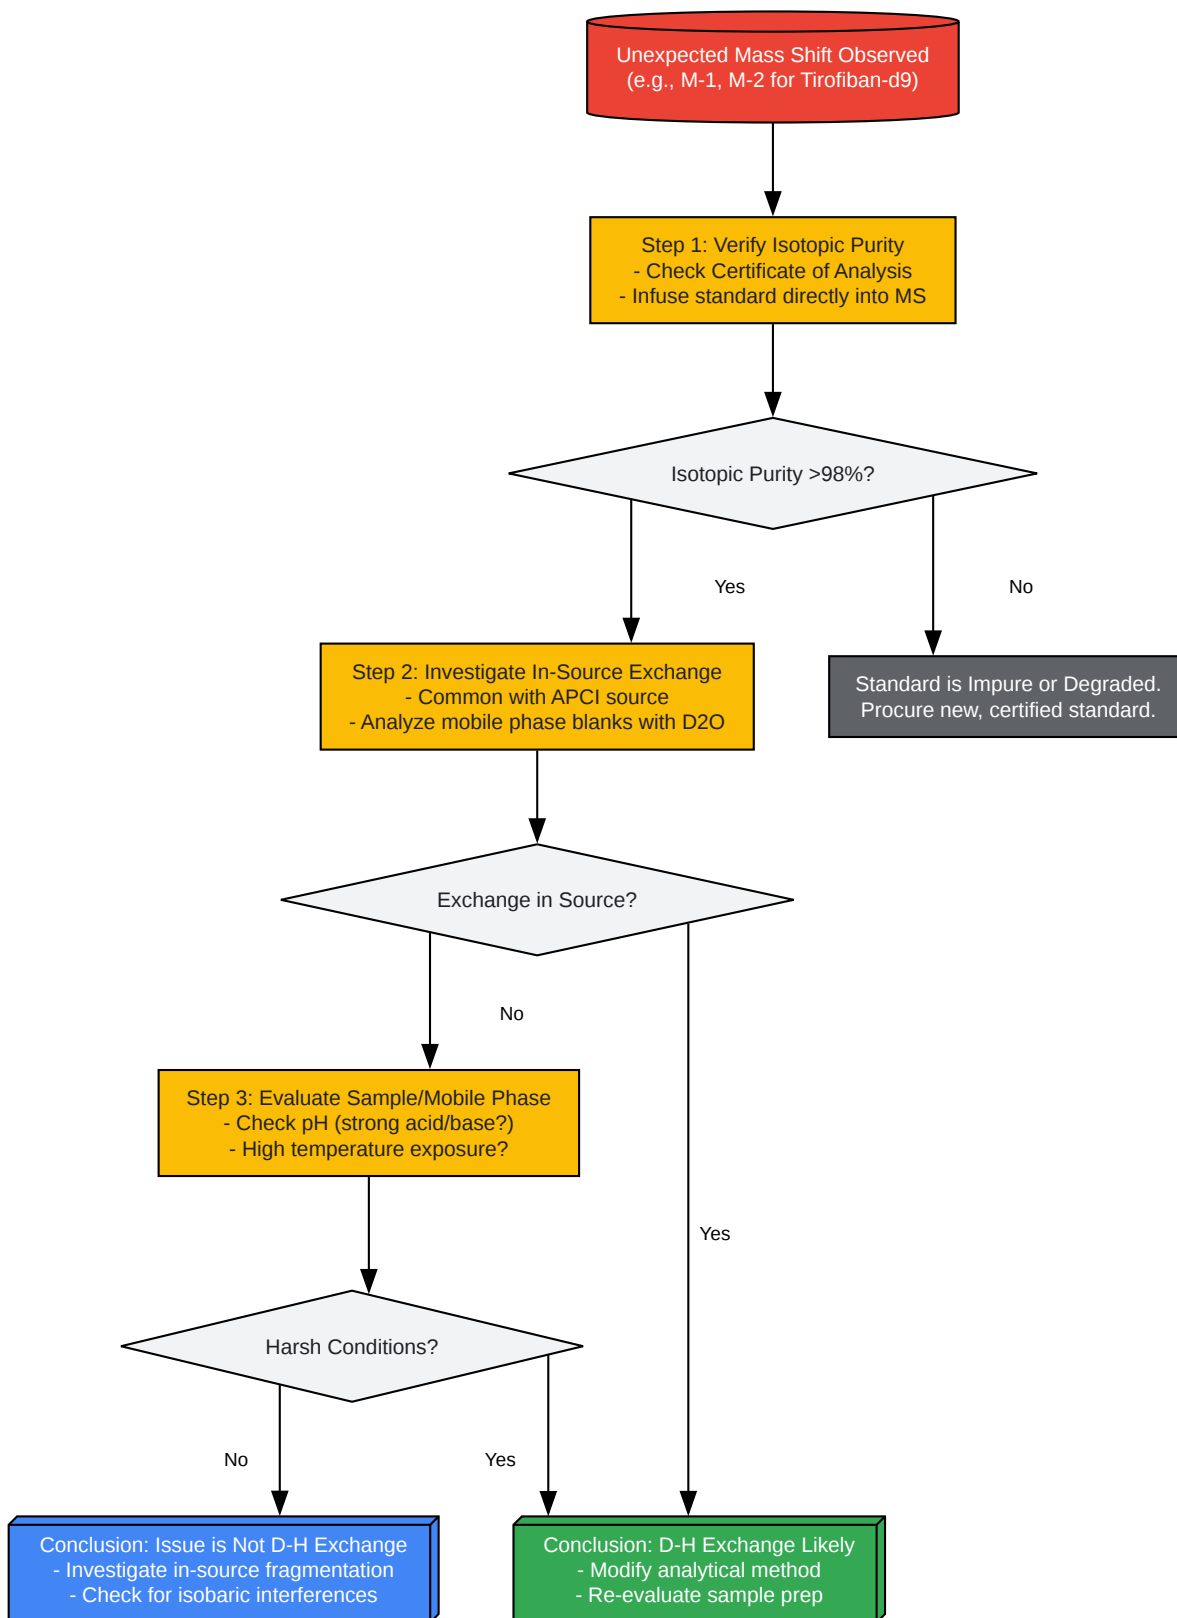 Unexpected Mass Shift Observed
(e.g., M-1, M-2 for Tirofiban-d9)
Step 1: Verify Isotopic Purity
- Check Certificate of Analysis
- Infuse standard directly into MS
Isotopic Purity >98%?
Yes
No
Step 2: Investigate In-Source Exchange
- Common with APCI source
- Analyze mobile phase blanks with D2O
Standard is Impure or Degraded.
Procure new, certified standard.
Exchange in Source?
No
Step 3: Evaluate Sample/Mobile Phase
- Check pH (strong acid/base?)
- High temperature exposure?
Yes
Harsh Conditions?
No
Yes
Conclusion: Issue is Not D-H Exchange
- Investigate in-source fragmentation
- Check for isobaric interferences
Conclusion: D-H Exchange Likely
- Modify analytical method
- Re-evaluate sample prep